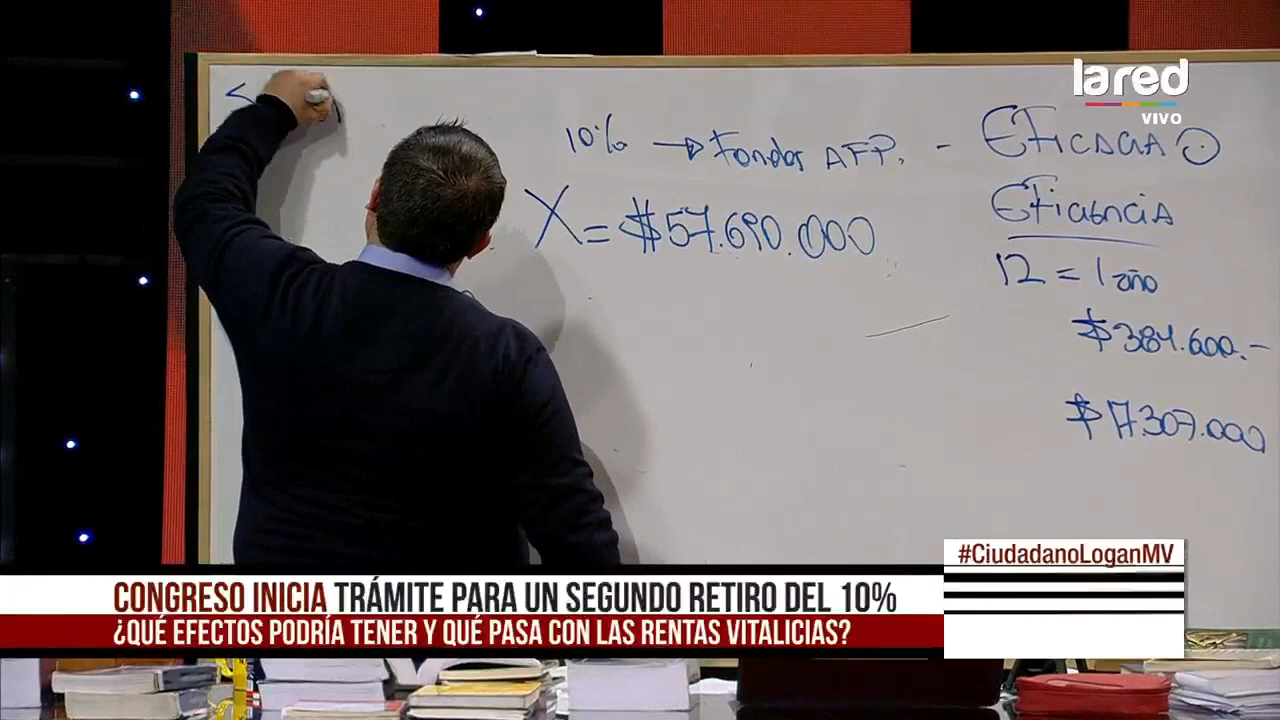 lared
VIVO
10% → Fondos AFP. - EFICACIA
EFICIENCIA
X = $57.690.000
12 = 1 año
$384.600.-
$17.307.000
#CiudadanoLoganMV
CONGRESO INICIA TRÁMITE PARA UN SEGUNDO RETIRO DEL 10%
¿QUÉ EFECTOS PODRÍA TENER Y QUÉ PASA CON LAS RENTAS VITALICIAS?